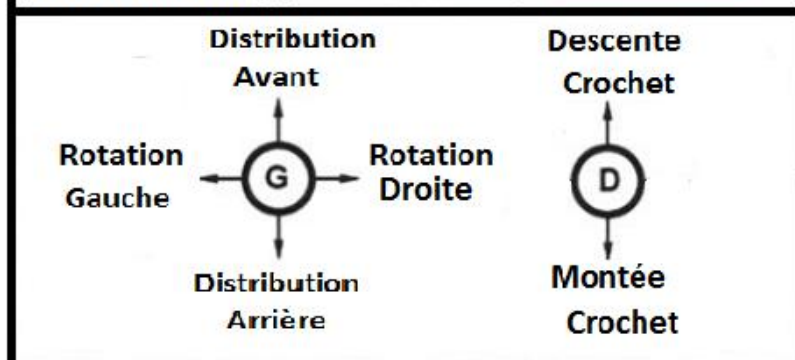 Distribution
Avant
Descente
Crochet
Rotation
Gauche
G
Rotation
Droite
D
Distribution
Arrière
Montée
Crochet